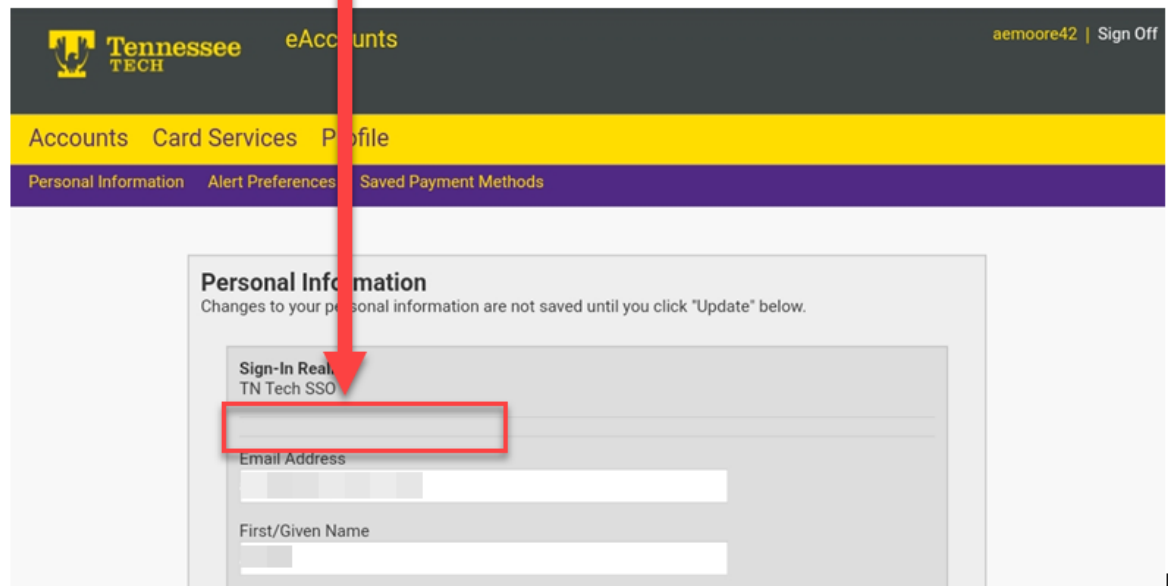 Tennessee
TECH
eAccounts
aemoore42 | Sign Off
Accounts Card Services Profile
Personal Information Alert Preferences Saved Payment Methods
Personal Information
Changes to your personal information are not saved until you click "Update" below.
Sign-In Realm
TN Tech SSO
Email Address
First/Given Name